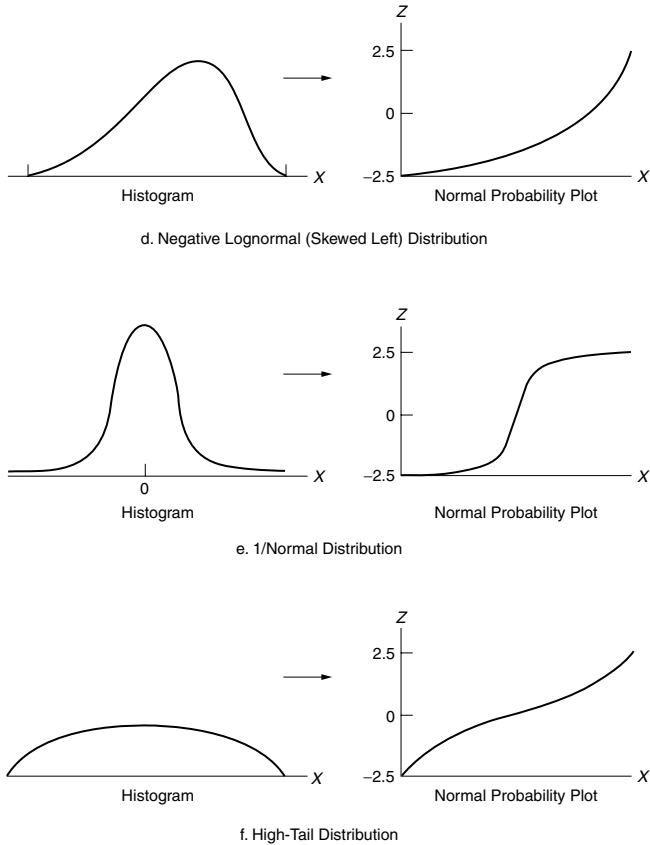 Z
2.5
0
−2.5
X
X
Histogram
Normal Probability Plot
d. Negative Lognormal (Skewed Left) Distribution
Z
2.5
0
−2.5
X
X
0
Histogram
Normal Probability Plot
e. 1/Normal Distribution
Z
2.5
0
−2.5
X
X
Histogram
Normal Probability Plot
f. High-Tail Distribution